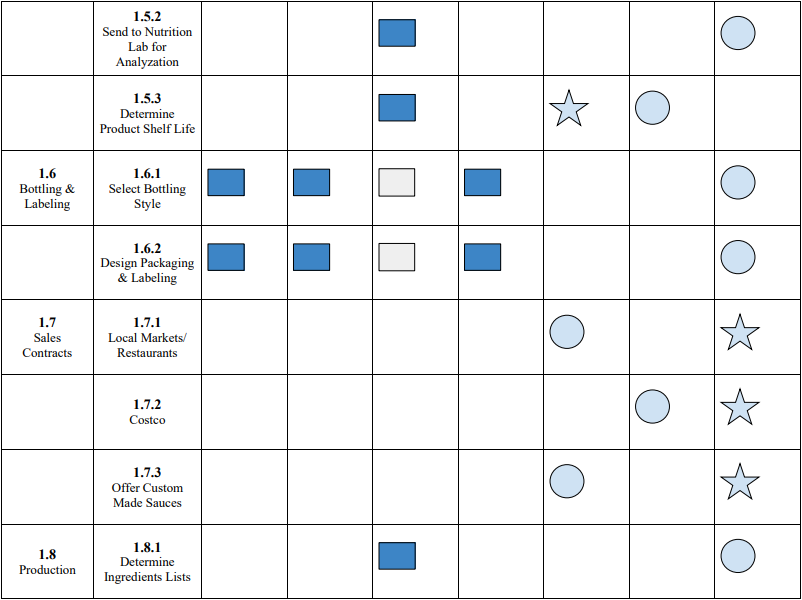 1.5.2
Send to Nutrition
Lab for
Analyzation
1.5.3
Determine
Product Shelf Life
1.6
Bottling &
Labeling
1.6.1
Select Bottling
Style
1.6.2
Design Packaging
& Labeling
1.7
Sales
Contracts
1.7.1
Local Markets/
Restaurants
1.7.2
Costco
1.7.3
Offer Custom
Made Sauces
1.8
Production
1.8.1
Determine
Ingredients Lists